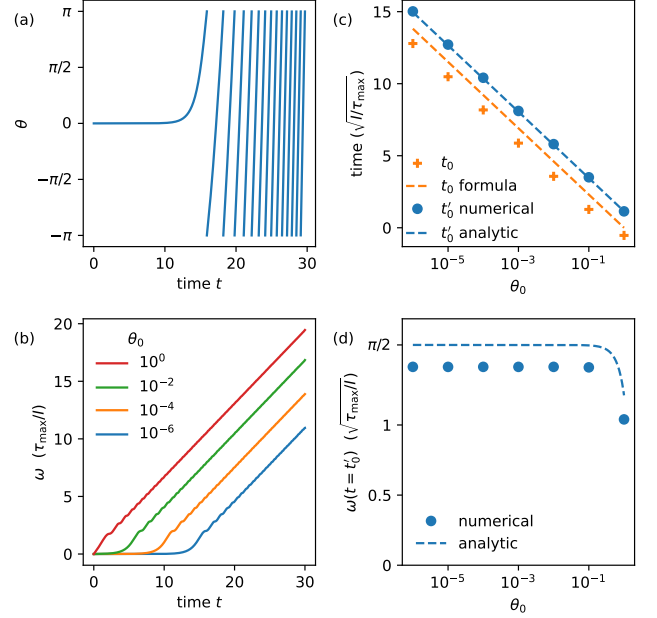 (a)
π
π/2
0
−π/2
−π
θ
0
10
20
30
time t
(c)
15
10
5
0
time (√I/τmax)
t0
t0 formula
t′0 numerical
t′0 analytic
10−5
10−3
10−1
θ0
(b)
20
15
10
5
0
ω (τmax/I)
θ0
10^0
10−2
10−4
10−6
0
10
20
30
time t
(d)
π/2
1
0.5
0
ω(t = t′0) (√τmax/I)
numerical
analytic
10−5
10−3
10−1
θ0